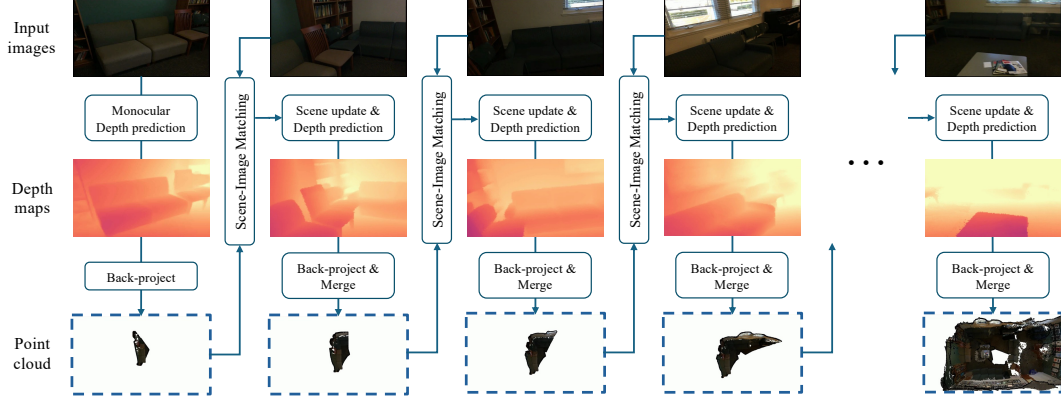 Input
images
Monocular
Depth prediction
Scene-Image Matching
Scene update &
Depth prediction
Scene-Image Matching
Scene update &
Depth prediction
Scene-Image Matching
Scene update &
Depth prediction
• • •
Scene update &
Depth prediction
Depth
maps
Back-project
Back-project &
Merge
Back-project &
Merge
Back-project &
Merge
Back-project &
Merge
Point
cloud